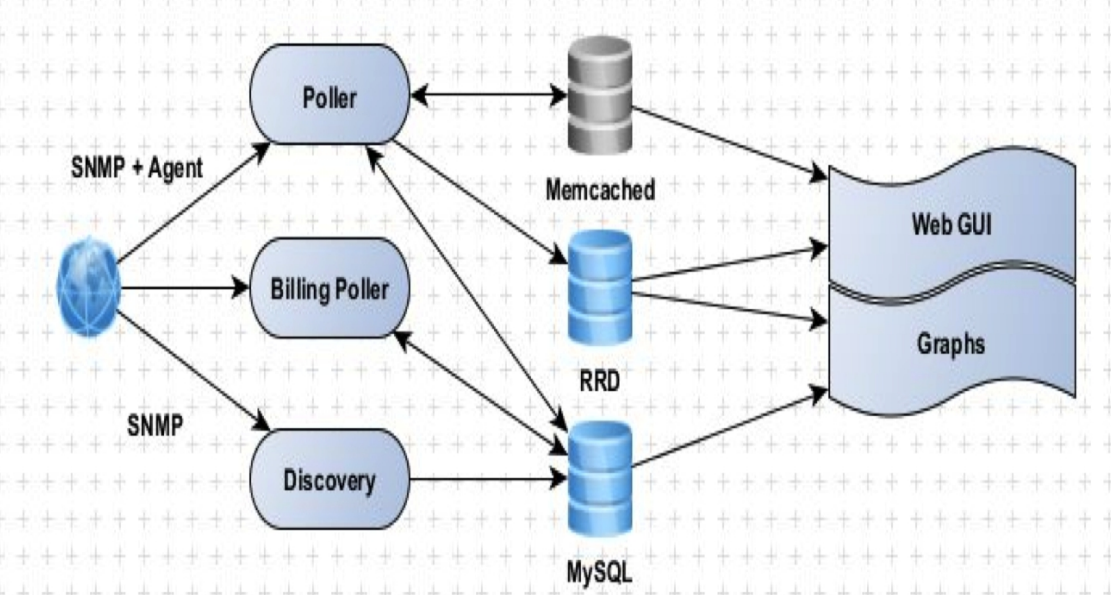 Poller
SNMP + Agent
Memcached
Web GUI
Billing Poller
Graphs
RRD
SNMP
Discovery
MySQL